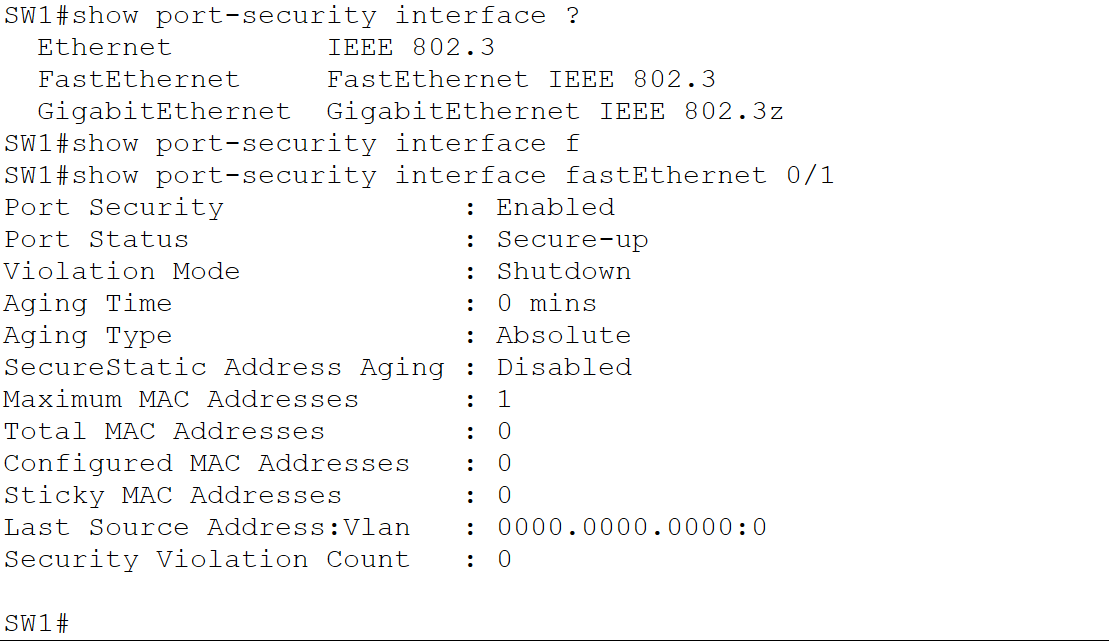 SW1#show port-security interface ?
  Ethernet         IEEE 802.3
  FastEthernet     FastEthernet IEEE 802.3
  GigabitEthernet  GigabitEthernet IEEE 802.3z
SW1#show port-security interface f
SW1#show port-security interface fastEthernet 0/1
Port Security              : Enabled
Port Status                : Secure-up
Violation Mode             : Shutdown
Aging Time                 : 0 mins
Aging Type                 : Absolute
SecureStatic Address Aging : Disabled
Maximum MAC Addresses      : 1
Total MAC Addresses        : 0
Configured MAC Addresses   : 0
Sticky MAC Addresses       : 0
Last Source Address:Vlan   : 0000.0000.0000:0
Security Violation Count   : 0
SW1#